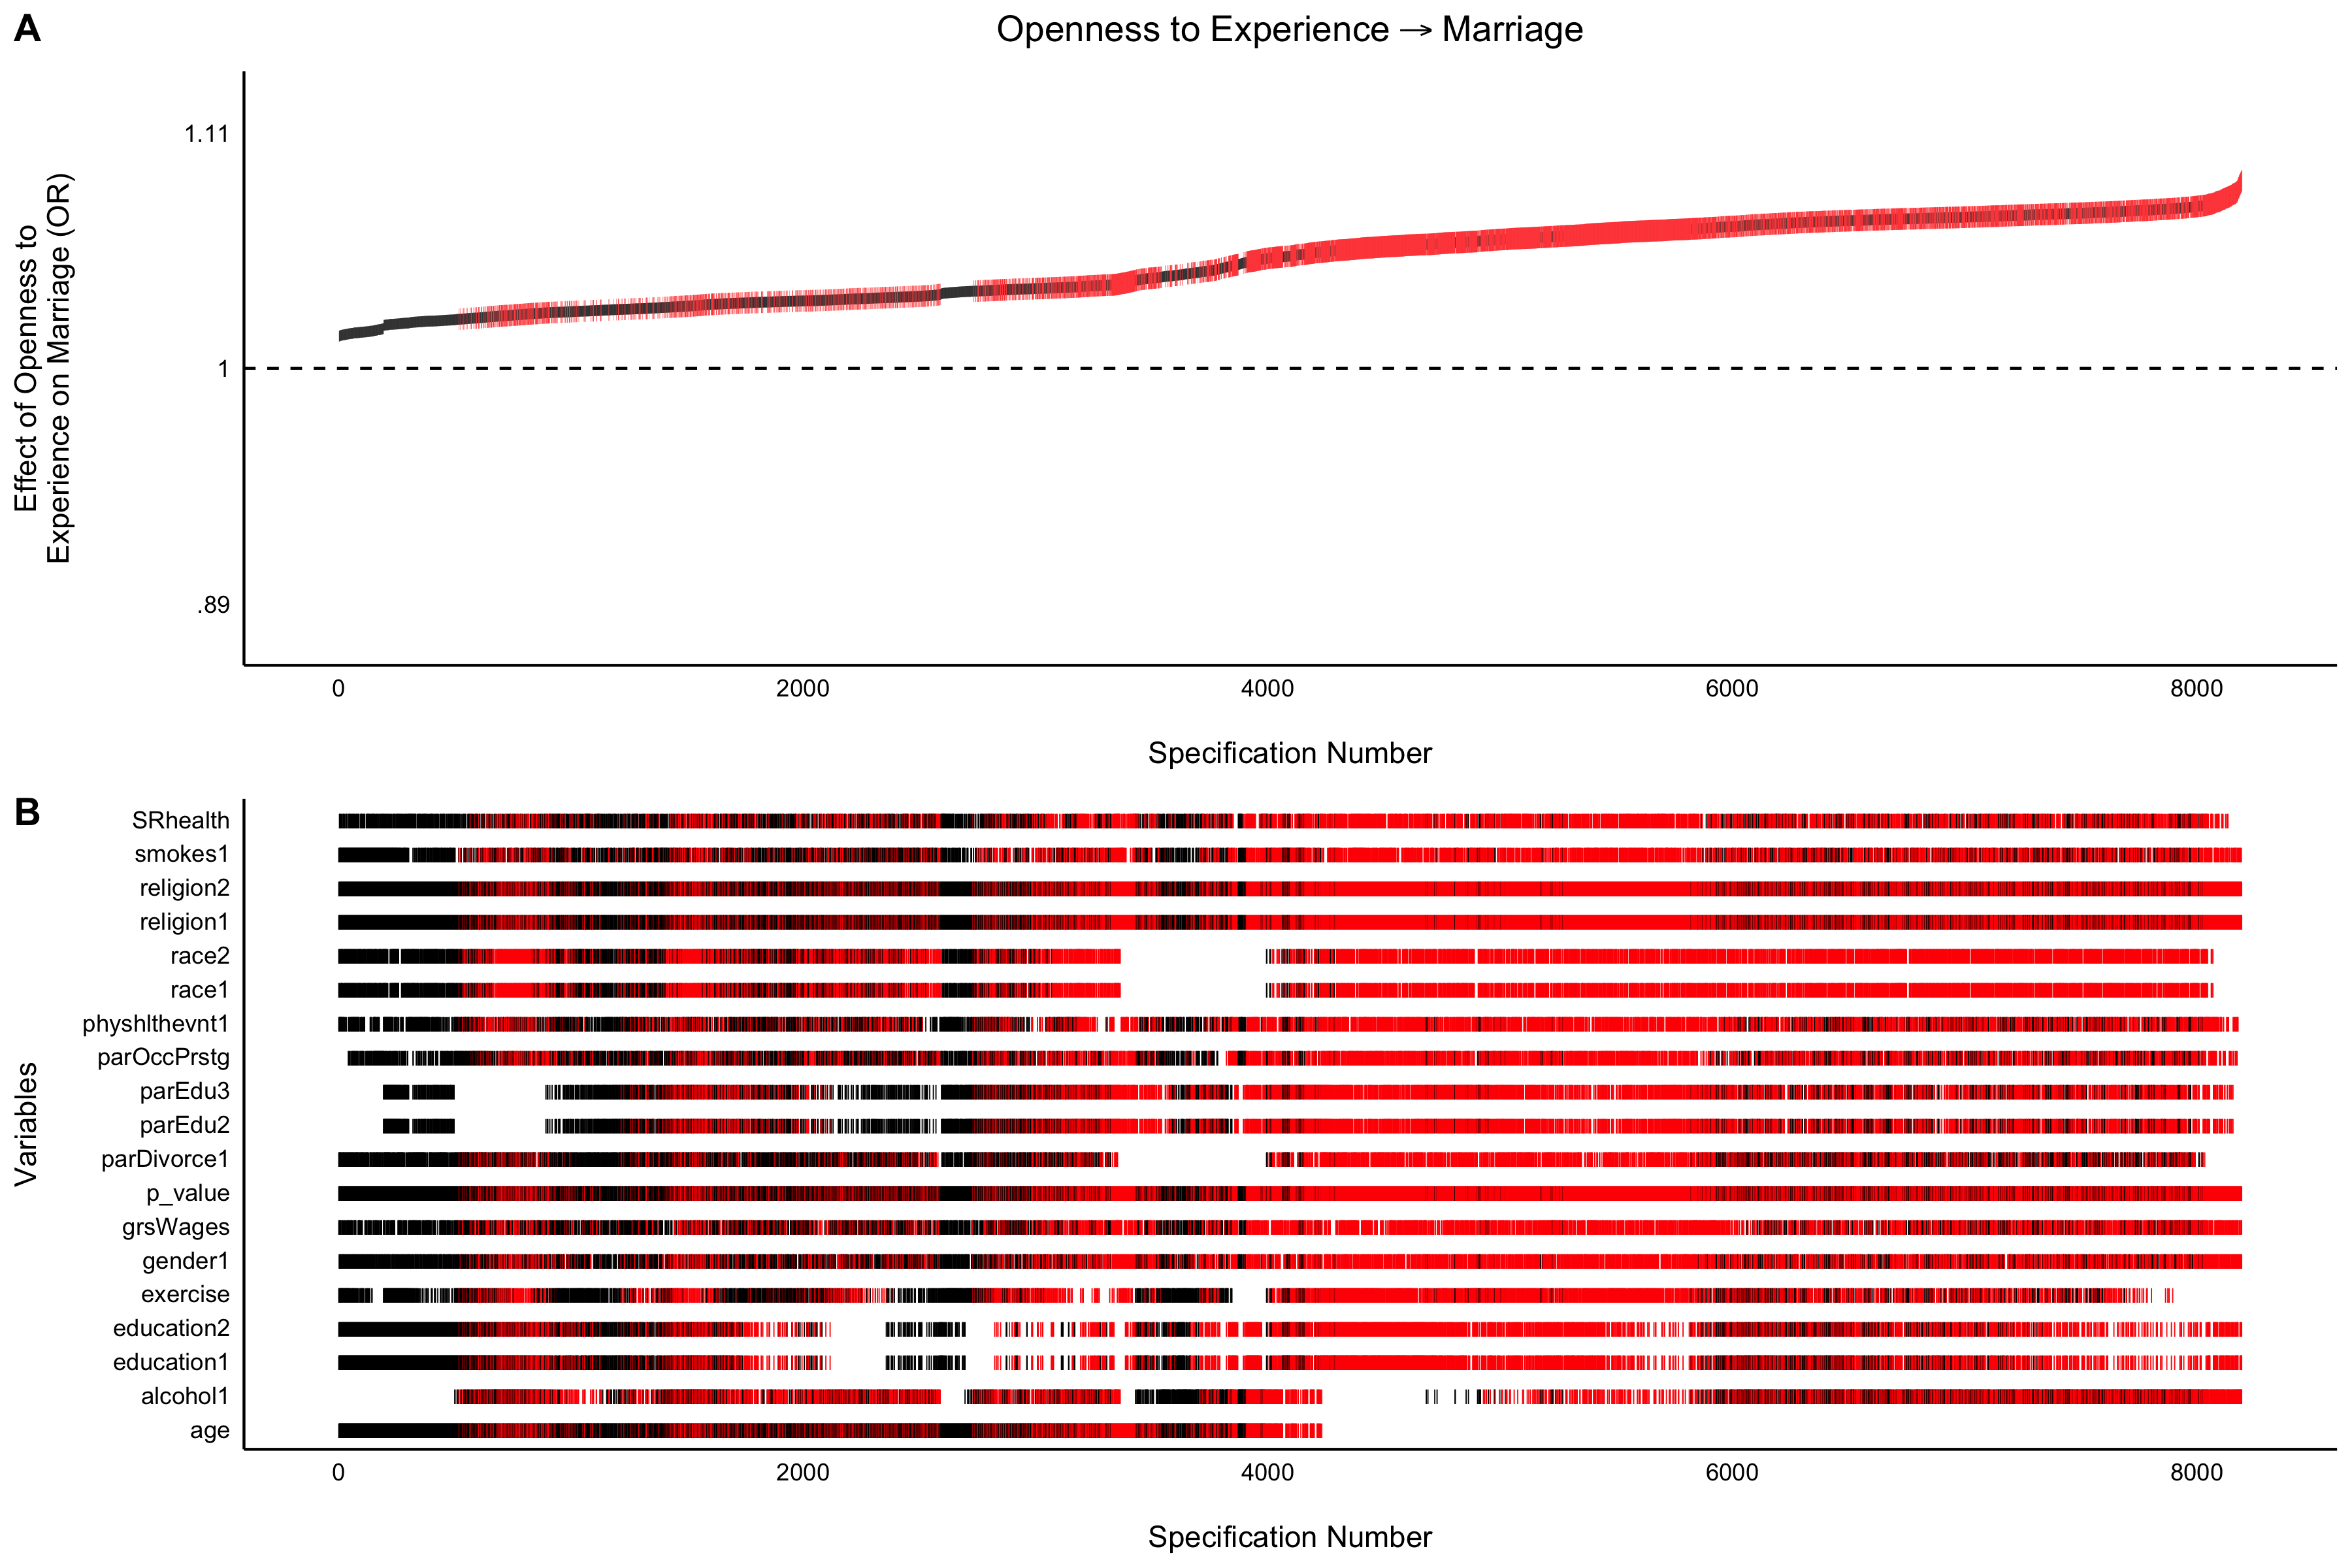 A
Openness to Experience → Marriage
Effect of Openness to
Experience on Marriage (OR)
1.11
1
.89
0 2000 4000 6000 8000
Specification Number
B
Variables
SRhealth
smokes1
religion2
religion1
race2
race1
physhlthevnt1
parOccPrstg
parEdu3
parEdu2
parDivorce1
p_value
grsWages
gender1
exercise
education2
education1
alcohol1
age
0 2000 4000 6000 8000
Specification Number